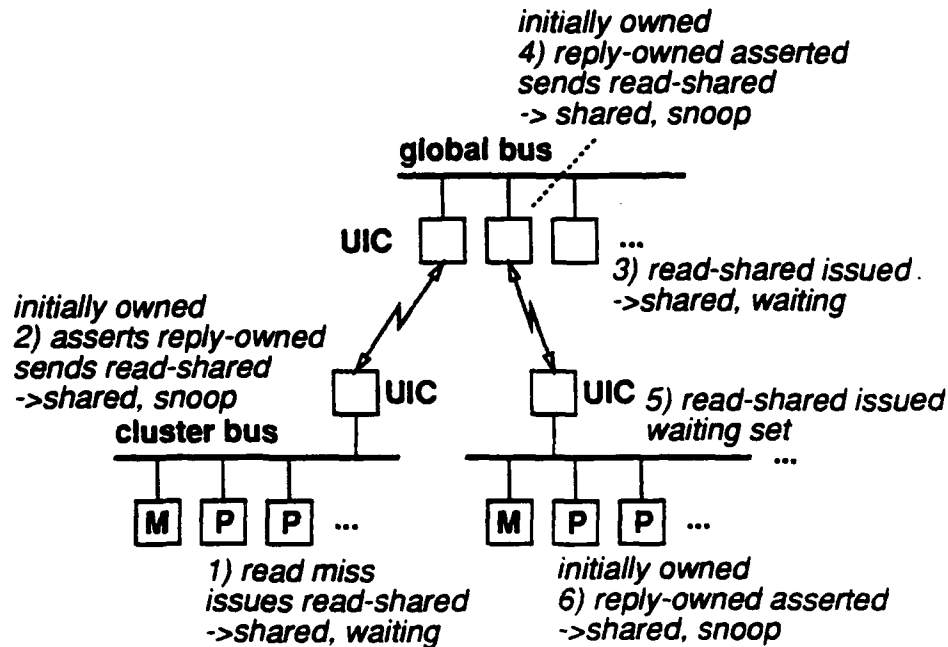 initially owned
4) reply-owned asserted
sends read-shared
-> shared, snoop
global bus
UIC
...
3) read-shared issued
->shared, waiting
initially owned
2) asserts reply-owned
sends read-shared
->shared, snoop
UIC
UIC
5) read-shared issued
waiting set
cluster bus
...
M P P ...
M P P ...
1) read miss
issues read-shared
->shared, waiting
initially owned
6) reply-owned asserted
->shared, snoop